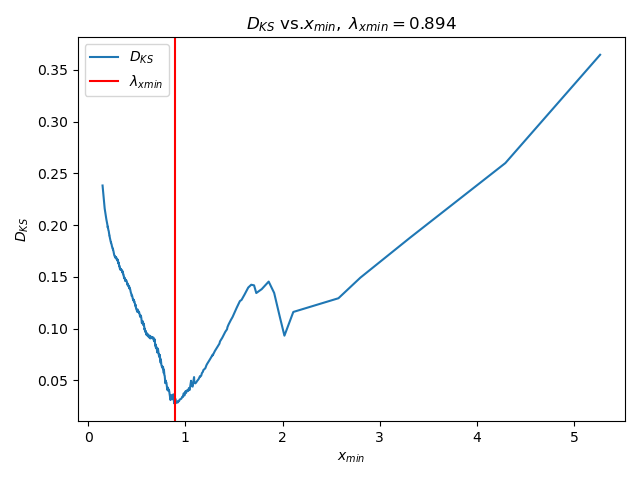 D_KS vs.x_min, λ_xmin = 0.894
D_KS
λ_xmin
0.35
0.30
0.25
0.20
0.15
0.10
0.05
D_KS
0 1 2 3 4 5
x_min